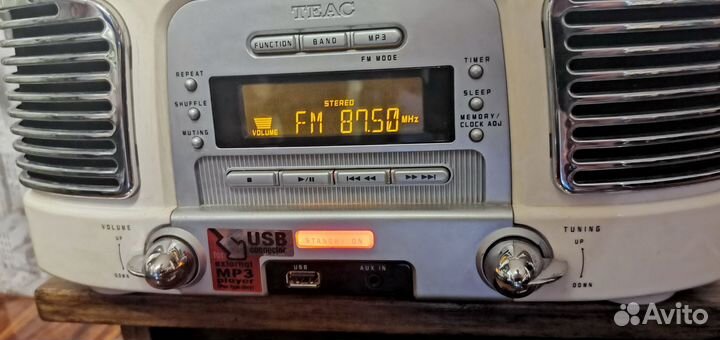 TEAC
FUNCTION BAND MP3
FM MODE
REPEAT
SHUFFLE
MUTING
TIMER
SLEEP
MEMORY/
CLOCK ADJ
STEREO
VOLUME FM 87.50 MHz
VOLUME
UP
DOWN
USB
connector
external
MP3
player
STANDBY/ON
USB
AUX IN
TUNING
UP
DOWN
Avito